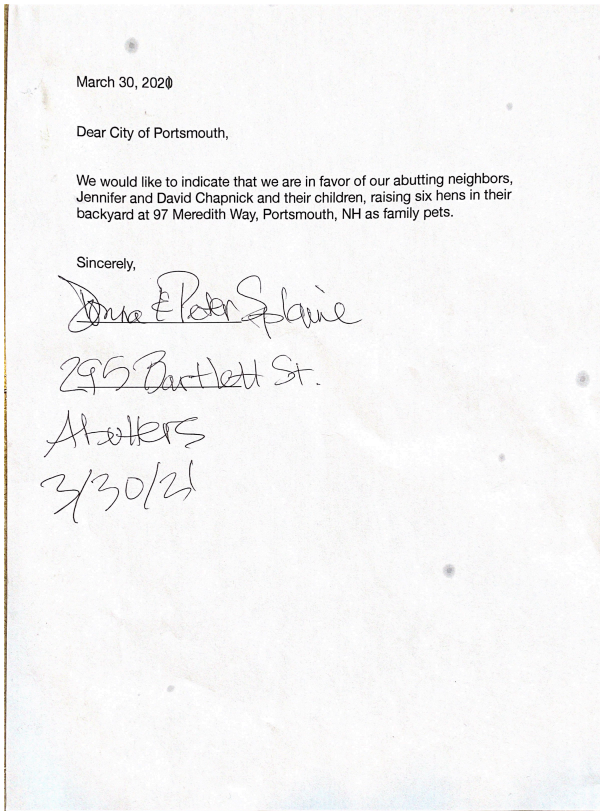 March 30, 2021
Dear City of Portsmouth,
We would like to indicate that we are in favor of our abutting neighbors,
Jennifer and David Chapnick and their children, raising six hens in their
backyard at 97 Meredith Way, Portsmouth, NH as family pets.
Sincerely,
Donna & Peter Splaine
295 Bartlett St.
Abutters
3/30/21